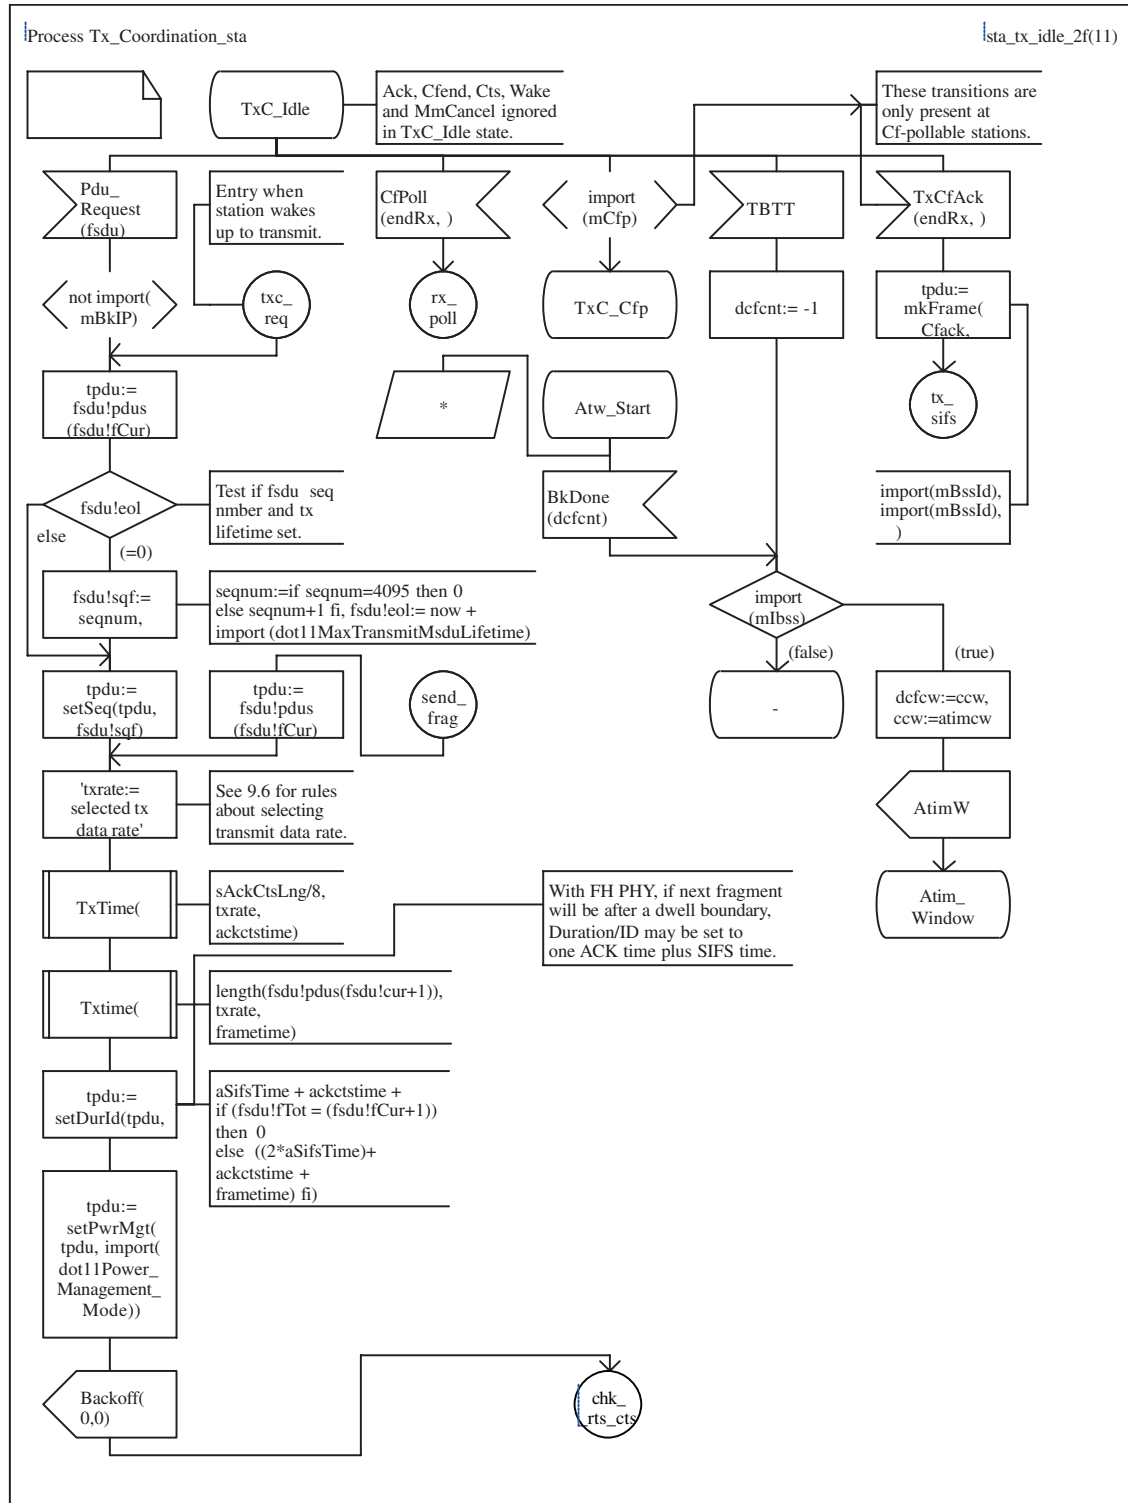 Process Tx_Coordination_sta
sta_tx_idle_2f(11)
TxC_Idle
Ack, Cfend, Cts, Wake
and MmCancel ignored
in TxC_Idle state.
These transitions are
only present at
Cf-pollable stations.
Pdu_
Request
(fsdu)
Entry when
station wakes
up to transmit.
CfPoll
(endRx, )
import
(mCfp)
TBTT
TxCfAck
(endRx, )
not import(
mBkIP)
txc_
req
rx_
poll
TxC_Cfp
dcfcnt:= -1
tpdu:=
mkFrame(
Cfack,
tpdu:=
fsdu!pdus
(fsdu!fCur)
*
Atw_Start
tx_
sifs
fsdu!eol
else
(=0)
Test if fsdu seq
nmber and tx
lifetime set.
BkDone
(dcfcnt)
import(mBssId),
import(mBssId),
)
fsdu!sqf:=
seqnum,
seqnum:=if seqnum=4095 then 0
else seqnum+1 fi, fsdu!eol:= now +
import (dot11MaxTransmitMsduLifetime)
import
(mIbss)
(false)
(true)
tpdu:=
setSeq(tpdu,
fsdu!sqf)
tpdu:=
fsdu!pdus
(fsdu!fCur)
send_
frag
-
dcfcw:=ccw,
ccw:=atimcw
'txrate:=
selected tx
data rate'
See 9.6 for rules
about selecting
transmit data rate.
AtimW
TxTime(
sAckCtsLng/8,
txrate,
ackctstime)
With FH PHY, if next fragment
will be after a dwell boundary,
Duration/ID may be set to
one ACK time plus SIFS time.
Atim_
Window
Txtime(
length(fsdu!pdus(fsdu!cur+1)),
txrate,
frametime)
tpdu:=
setDurId(tpdu,
aSifsTime + ackctstime +
if (fsdu!fTot = (fsdu!fCur+1))
then 0
else ((2*aSifsTime)+
ackctstime +
frametime) fi)
tpdu:=
setPwrMgt(
tpdu, import(
dot11Power_
Management_
Mode))
Backoff(
0,0)
chk_
_rts_cts